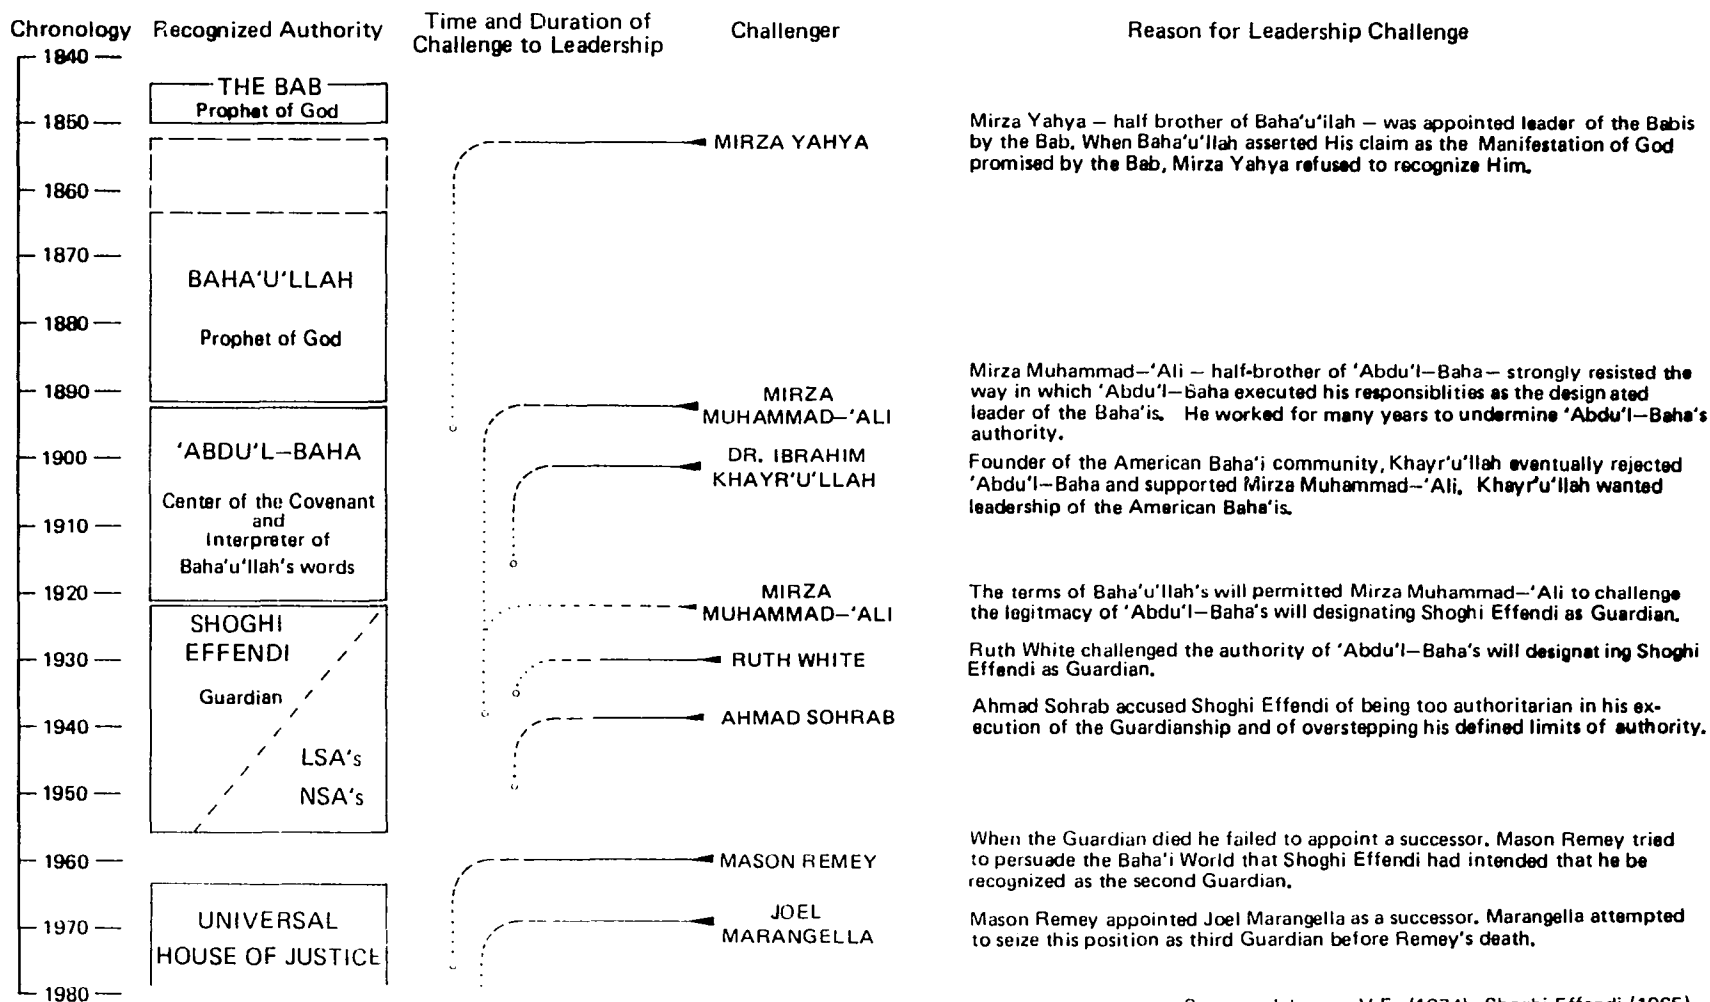 Chronology
Recognized Authority
Time and Duration of
Challenge to Leadership
Challenger
Reason for Leadership Challenge
1840
1850
1860
1870
1880
1890
1900
1910
1920
1930
1940
1950
1960
1970
1980
THE BAB
Prophet of God
BAHA'U'LLAH
Prophet of God
'ABDU'L—BAHA
Center of the Covenant
and
Interpreter of
Baha'u'llah's words
SHOGHI
EFFENDI
Guardian
LSA's
NSA's
UNIVERSAL
HOUSE OF JUSTICE
MIRZA YAHYA
Mirza Yahya — half brother of Baha'u'ilah — was appointed leader of the Babis
by the Bab. When Baha'u'llah asserted His claim as the Manifestation of God
promised by the Bab, Mirza Yahya refused to recognize Him.
MIRZA
MUHAMMAD—'ALI
Mirza Muhammad—'Ali — half-brother of 'Abdu'l—Baha — strongly resisted the
way in which 'Abdu'l—Baha executed his responsiblities as the design ated
leader of the Baha'is. He worked for many years to undermine 'Abdu'l—Baha's
authority.
DR. IBRAHIM
KHAYR'U'LLAH
Founder of the American Baha'i community, Khayr'u'llah eventually rejected
'Abdu'l—Baha and supported Mirza Muhammad—'Ali. Khayr'u'llah wanted
leadership of the American Baha'is.
MIRZA
MUHAMMAD—'ALI
The terms of Baha'u'llah's will permitted Mirza Muhammad—'Ali to challenge
the legitmacy of 'Abdu'l—Baha's will designating Shoghi Effendi as Guardian.
RUTH WHITE
Ruth White challenged the authority of 'Abdu'l—Baha's will designat ing Shoghi
Effendi as Guardian.
AHMAD SOHRAB
Ahmad Sohrab accused Shoghi Effendi of being too authoritarian in his ex-
ecution of the Guardianship and of overstepping his defined limits of authority.
MASON REMEY
When the Guardian died he failed to appoint a successor. Mason Remey tried
to persuade the Baha'i World that Shoghi Effendi had intended that he be
recognized as the second Guardian.
JOEL
MARANGELLA
Mason Remey appointed Joel Marangella as a successor. Marangella attempted
to seize this position as third Guardian before Remey's death.